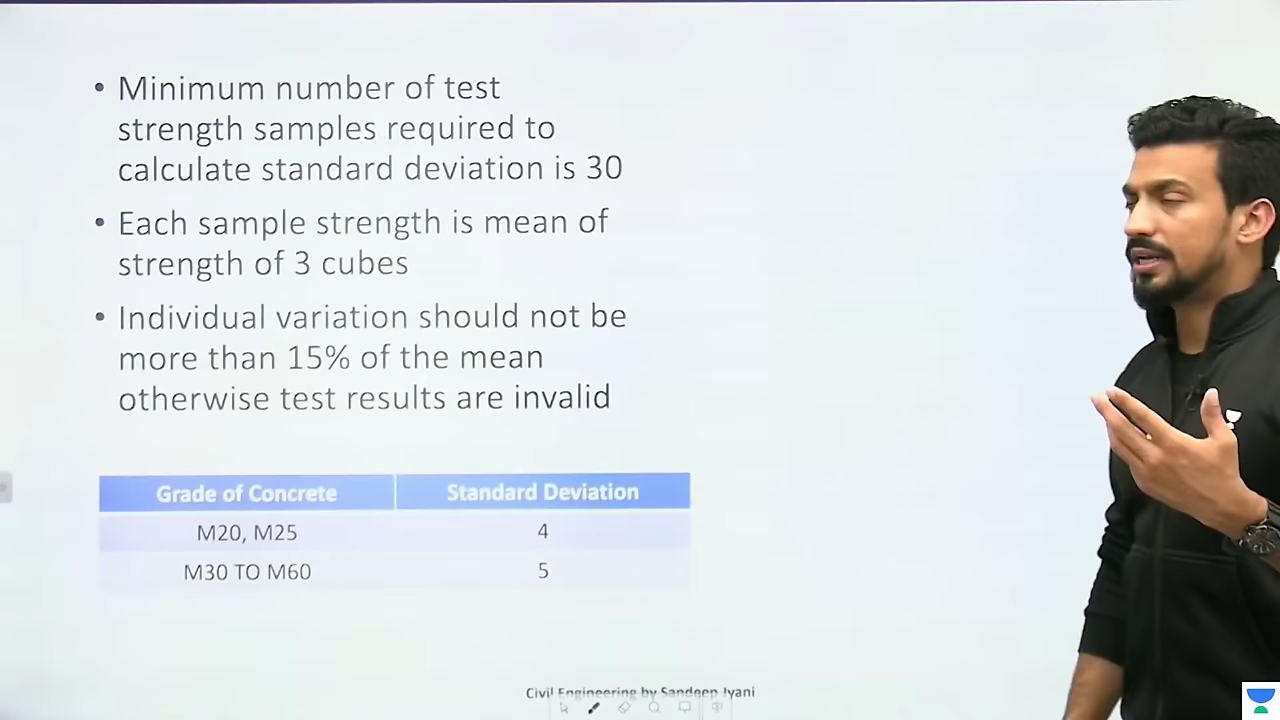 • Minimum number of test
strength samples required to
calculate standard deviation is 30
• Each sample strength is mean of
strength of 3 cubes
• Individual variation should not be
more than 15% of the mean
otherwise test results are invalid
Grade of Concrete Standard Deviation
M20, M25 4
M30 TO M60 5
Civil Engineering by Sandeep Jyani